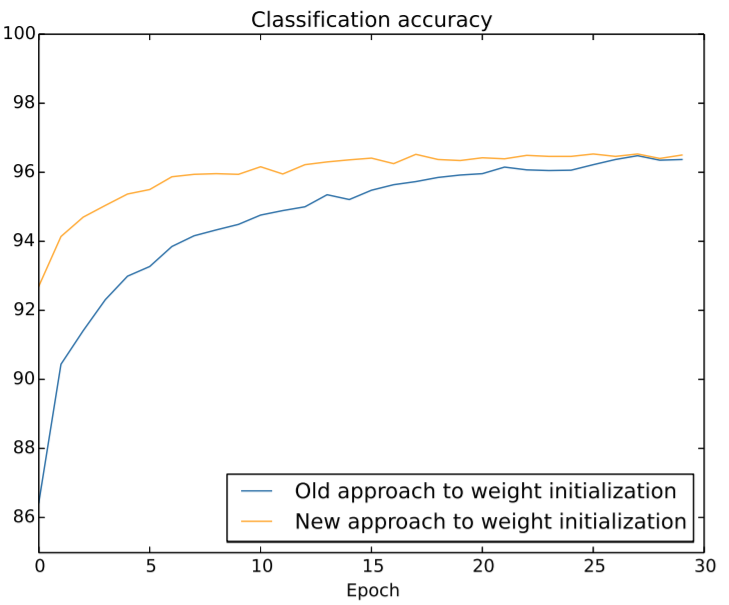 Classification accuracy
100
98
96
94
92
90
88
86
Old approach to weight initialization
New approach to weight initialization
0 5 10 15 20 25 30
Epoch